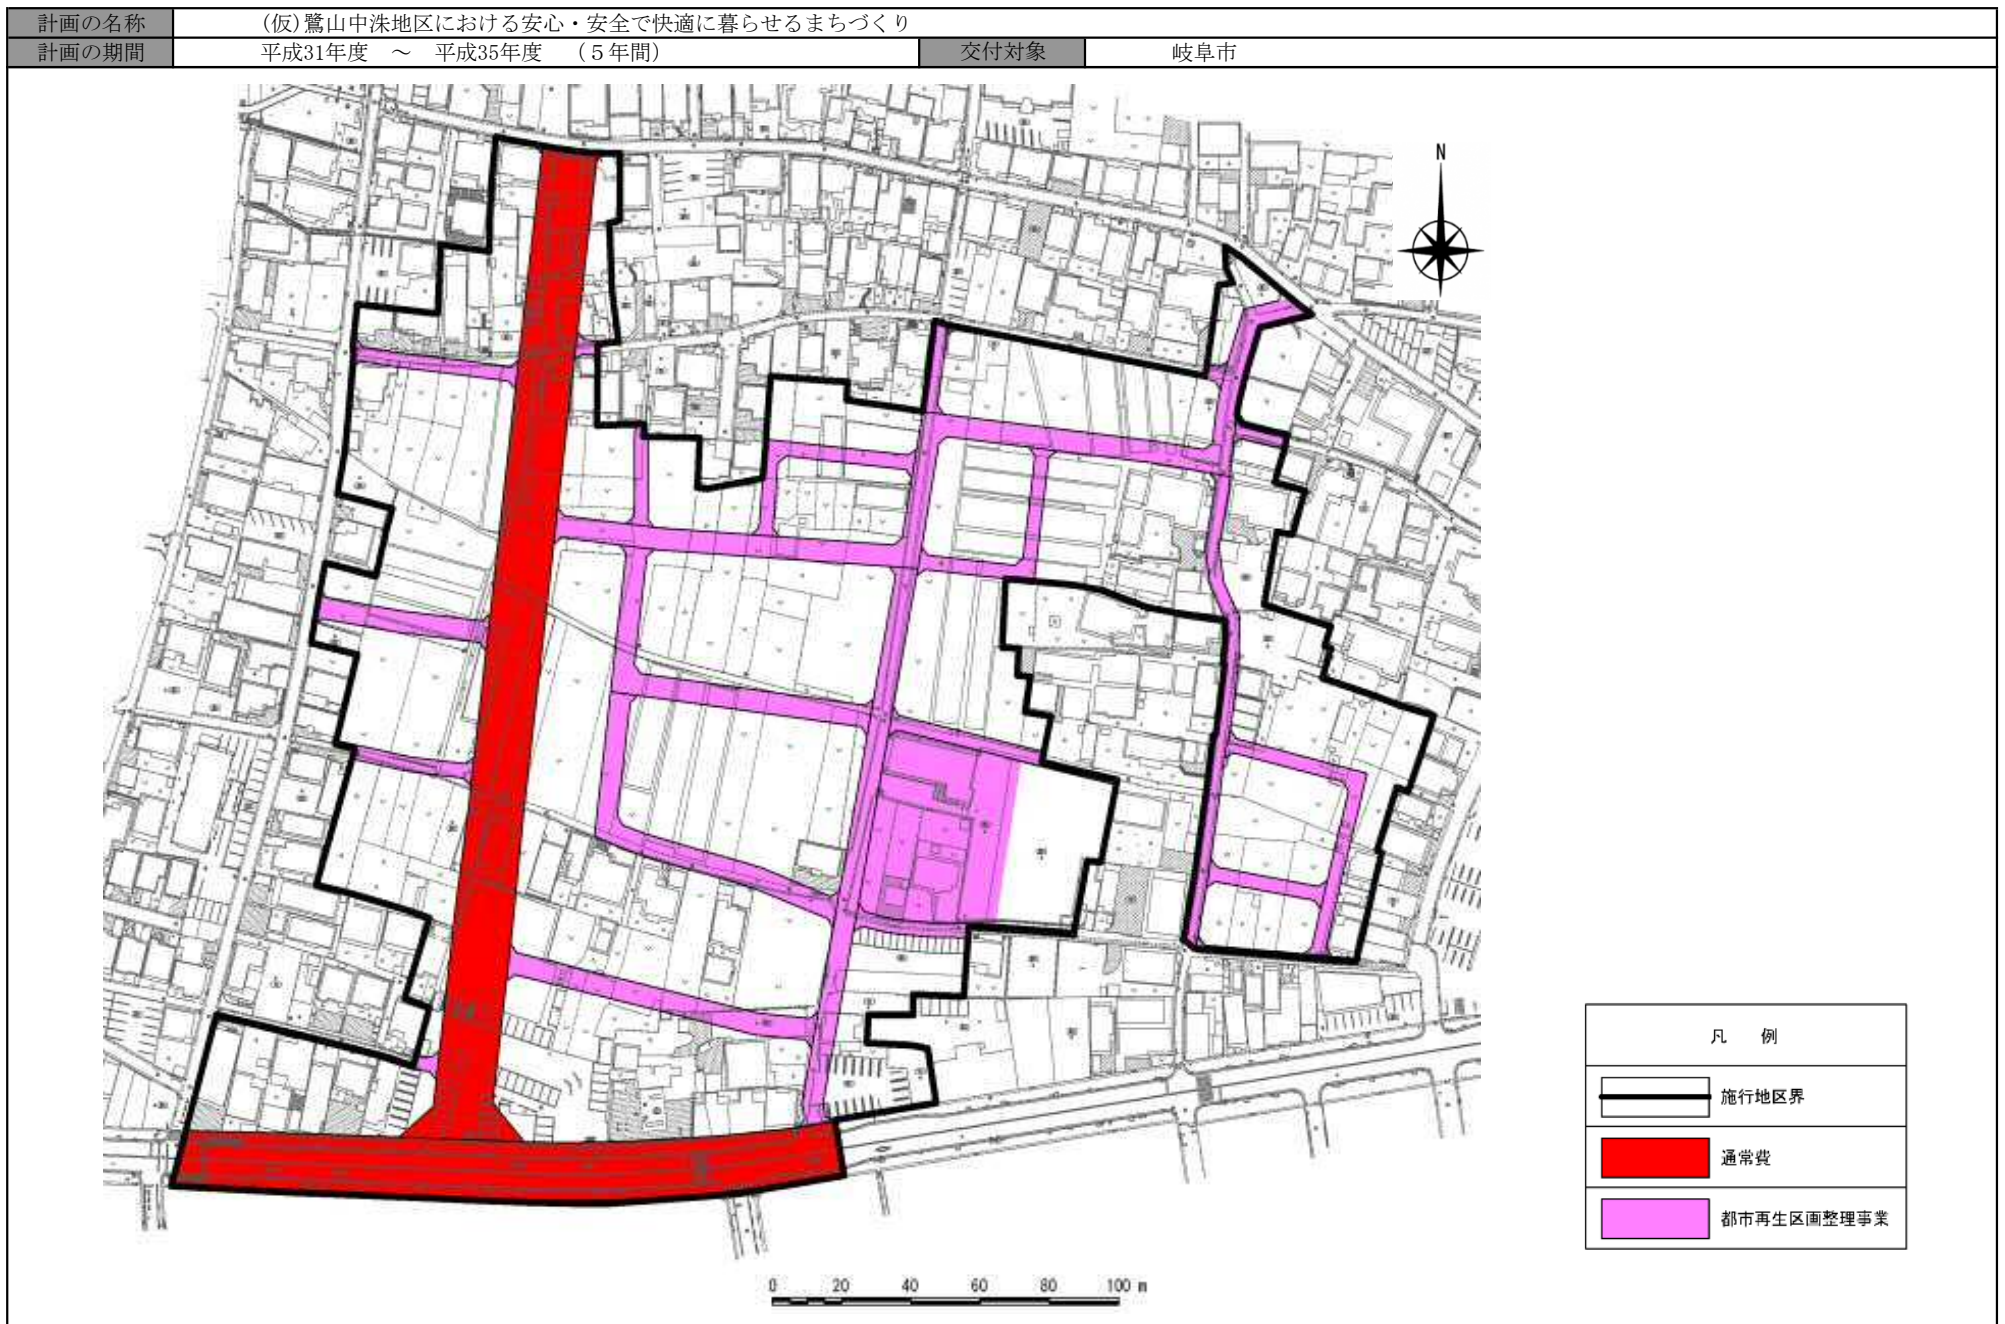 計画の名称 (仮)鷺山中洙地区における安心・安全で快適に暮らせるまちづくり
計画の期間 平成31年度 ～ 平成35年度 （５年間） 交付対象 岐阜市
N
凡 例
施行地区界
通常費
都市再生区画整理事業
0 20 40 60 80 100 m